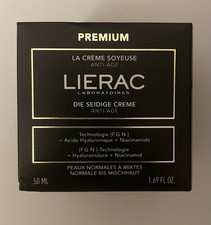 PREMIUM
LA CRÈME SOYEUSE
ANTI-ÂGE
LIERAC
LABORATOIRES
DIE SEIDIGE CREME
ANTI-AGE
Technologie (F.G.N.)
+ Acide Hyaluronique + Niacinamide
(F.G.N.) Technologie
+ Hyaluronsäure + Niacinamid
PEAUX NORMALES À MIXTES
NORMALE BIS MISCHHAUT
50 ML
1.69 FL.OZ.